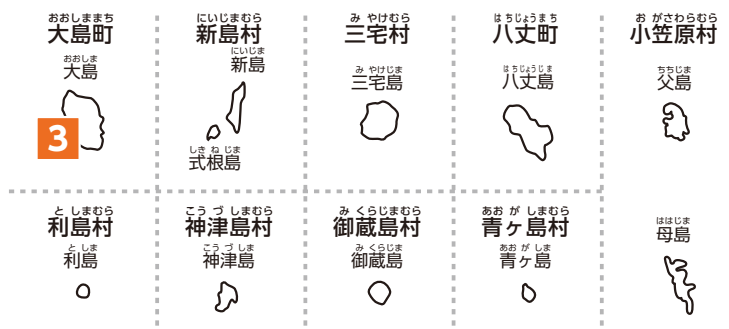 おおしままち
大島町
おおしま
大島
3
にいじまむら
新島村
にいじま
新島
しきねじま
式根島
みやけむら
三宅村
みやけじま
三宅島
はちじょうまち
八丈町
はちじょうじま
八丈島
おがさわらむら
小笠原村
ちちじま
父島
としまむら
利島村
としま
利島
こうづしまむら
神津島村
こうづしま
神津島
みくらじまむら
御蔵島村
みくらじま
御蔵島
あおがしまむら
青ヶ島村
あおがしま
青ヶ島
ははじま
母島